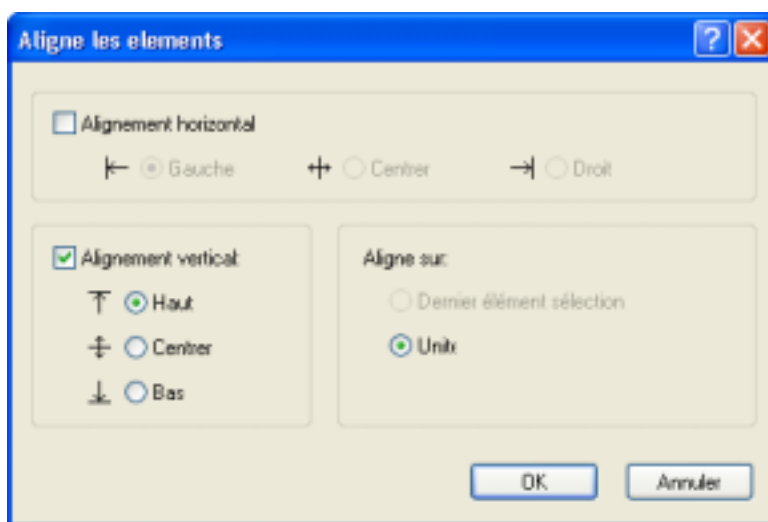 Aligne les elements
Alignement horizontal
Gauche Centrer Droit
Alignement vertical:
Haut
Centrer
Bas
Aligne sur:
Dernier élément sélection
OK Annuler